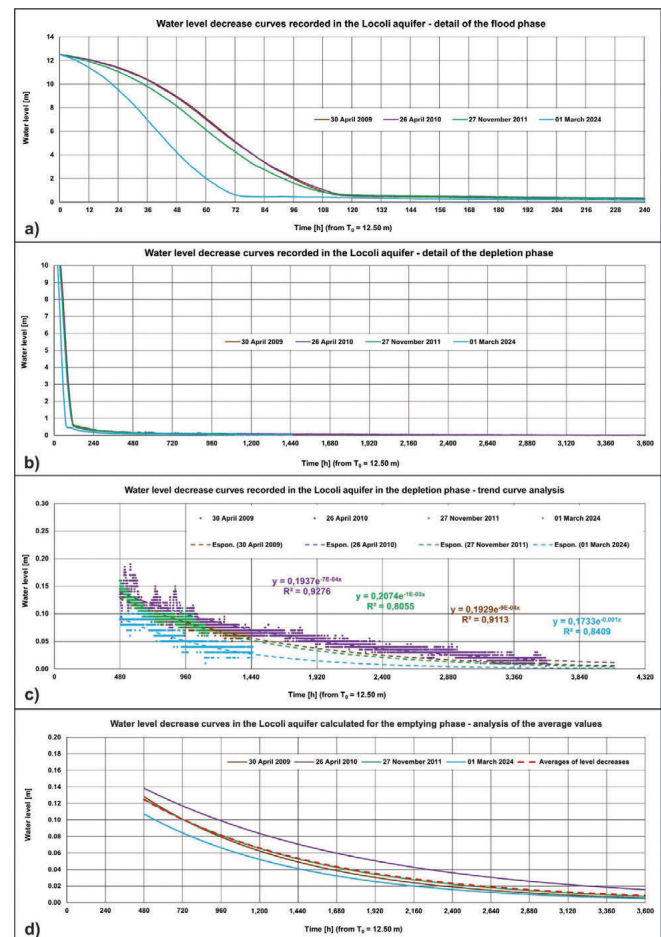 Water level decrease curves recorded in the Locoli aquifer - detail of the flood phase
Water level [m]
14
12
10
8
6
4
2
0
30 April 2009 26 April 2010 27 November 2011 01 March 2024
0 12 24 36 48 60 72 84 96 108 120 132 144 156 168 180 192 204 216 228 240
Time [h] (from T0 = 12.50 m)
a)
Water level decrease curves recorded in the Locoli aquifer - detail of the depletion phase
Water level [m]
10
9
8
7
6
5
4
3
2
1
0
30 April 2009 26 April 2010 27 November 2011 01 March 2024
0 240 480 720 960 1,200 1,440 1,680 1,920 2,160 2,400 2,640 2,880 3,120 3,360 3,600
Time [h] (from T0 = 12.50 m)
b)
Water level decrease curves recorded in the Locoli aquifer in the depletion phase - trend curve analysis
Water level [m]
0.30
0.25
0.20
0.15
0.10
0.05
0.00
30 April 2009 26 April 2010 27 November 2011 01 March 2024
Espon. (30 April 2009) Espon. (26 April 2010) Espon. (27 November 2011) Espon. (01 March 2024)
y = 0,1937e-7E-04x
R² = 0,9276
y = 0,2074e-1E-03x
R² = 0,8055
y = 0,1929e-9E-04x
R² = 0,9113
y = 0,1733e-0,001x
R² = 0,8409
0 480 960 1,440 1,920 2,400 2,880 3,360 3,840 4,320
Time [h] (from T0 = 12.50 m)
c)
Water level decrease curves in the Locoli aquifer calculated for the emptying phase - analysis of the average values
Water level [m]
0.20
0.18
0.16
0.14
0.12
0.10
0.08
0.06
0.04
0.02
0.00
30 April 2009 26 April 2010 27 November 2011 01 March 2024 Averages of level decreases
0 240 480 720 960 1,200 1,440 1,680 1,920 2,160 2,400 2,640 2,880 3,120 3,360 3,600
Time [h] (from T0 = 12.50 m)
d)